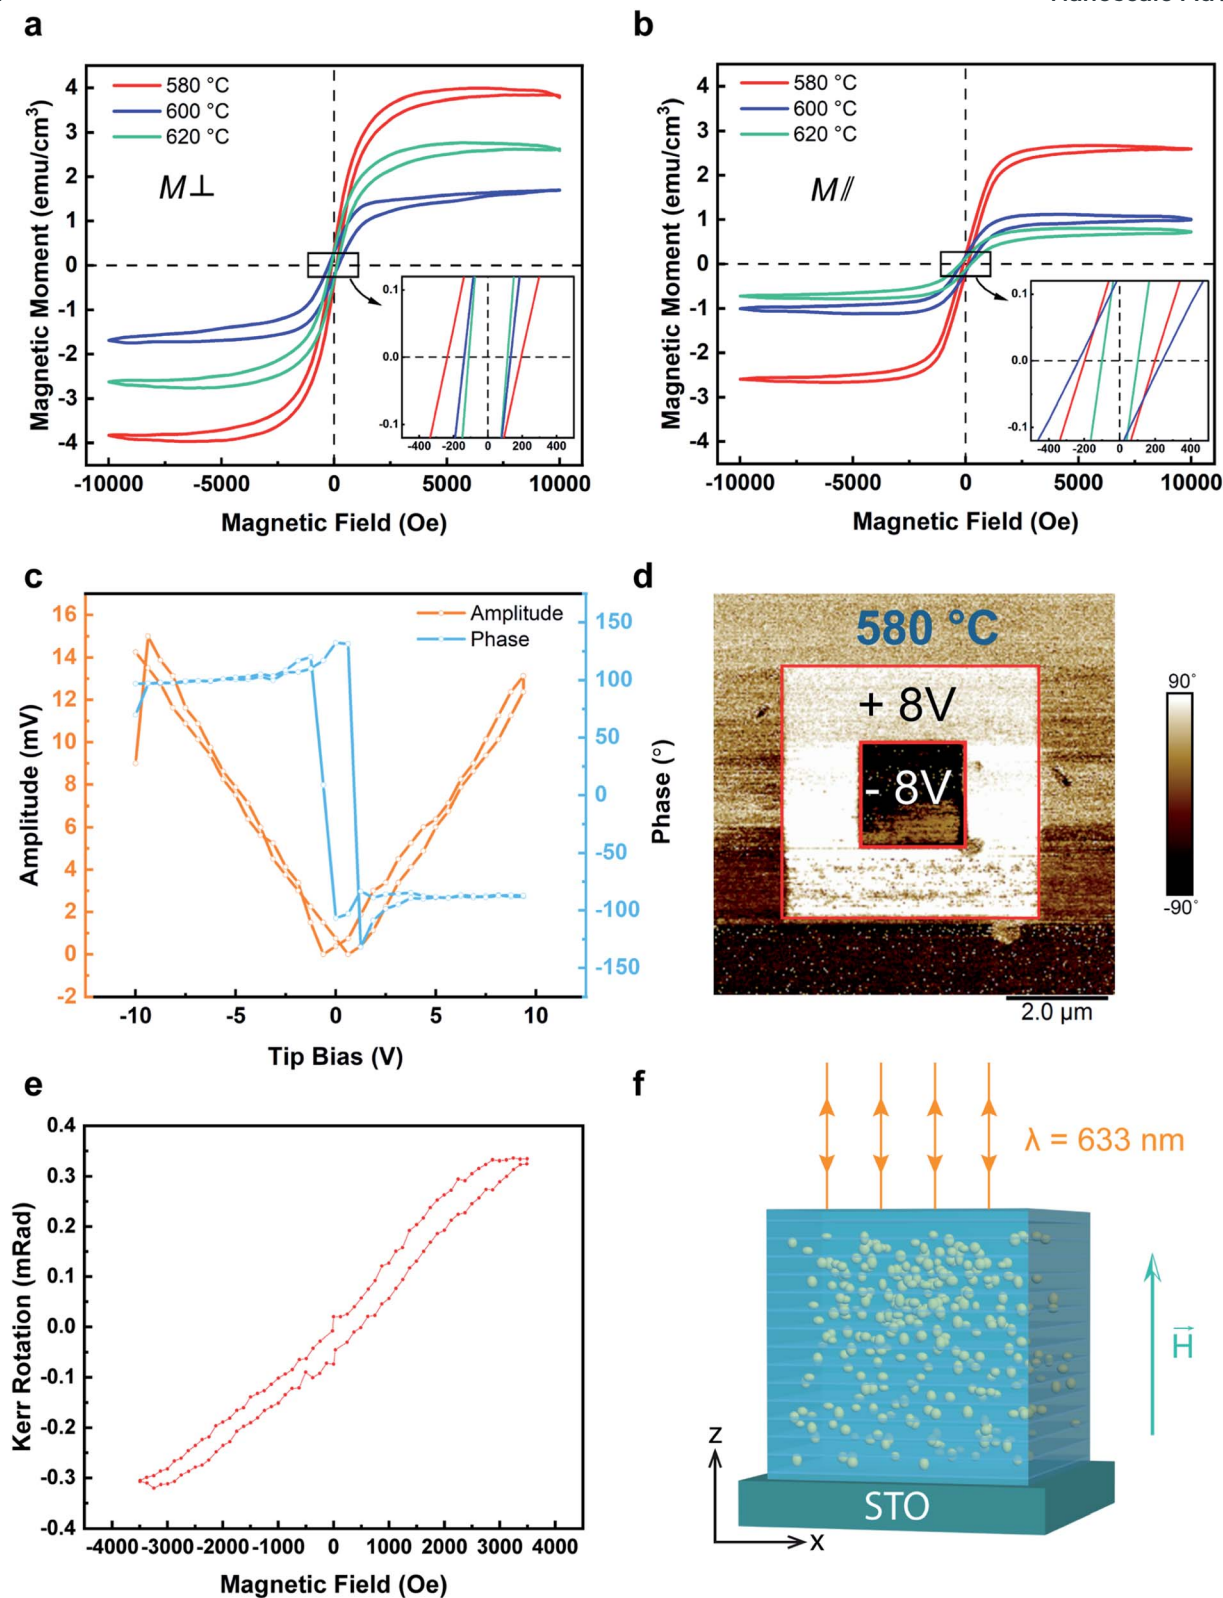 a
580 °C
600 °C
620 °C
M⊥
Magnetic Moment (emu/cm³)
4
3
2
1
0
-1
-2
-3
-4
0.1
0.0
-0.1
-400 -200 0 200 400
-10000 -5000 0 5000 10000
Magnetic Field (Oe)
b
580 °C
600 °C
620 °C
M//
Magnetic Moment (emu/cm³)
4
3
2
1
0
-1
-2
-3
-4
0.1
0.0
-0.1
-400 -200 0 200 400
-10000 -5000 0 5000 10000
Magnetic Field (Oe)
c
Amplitude
Phase
Amplitude (mV)
16
14
12
10
8
6
4
2
0
-2
150
100
50
0
-50
-100
-150
Phase (°)
-10 -5 0 5 10
Tip Bias (V)
d
580 °C
+ 8V
- 8V
90°
-90°
2.0 µm
e
Kerr Rotation (mRad)
0.4
0.3
0.2
0.1
0.0
-0.1
-0.2
-0.3
-0.4
-4000 -3000 -2000 -1000 0 1000 2000 3000 4000
Magnetic Field (Oe)
f
λ = 633 nm
H
z
STO
x